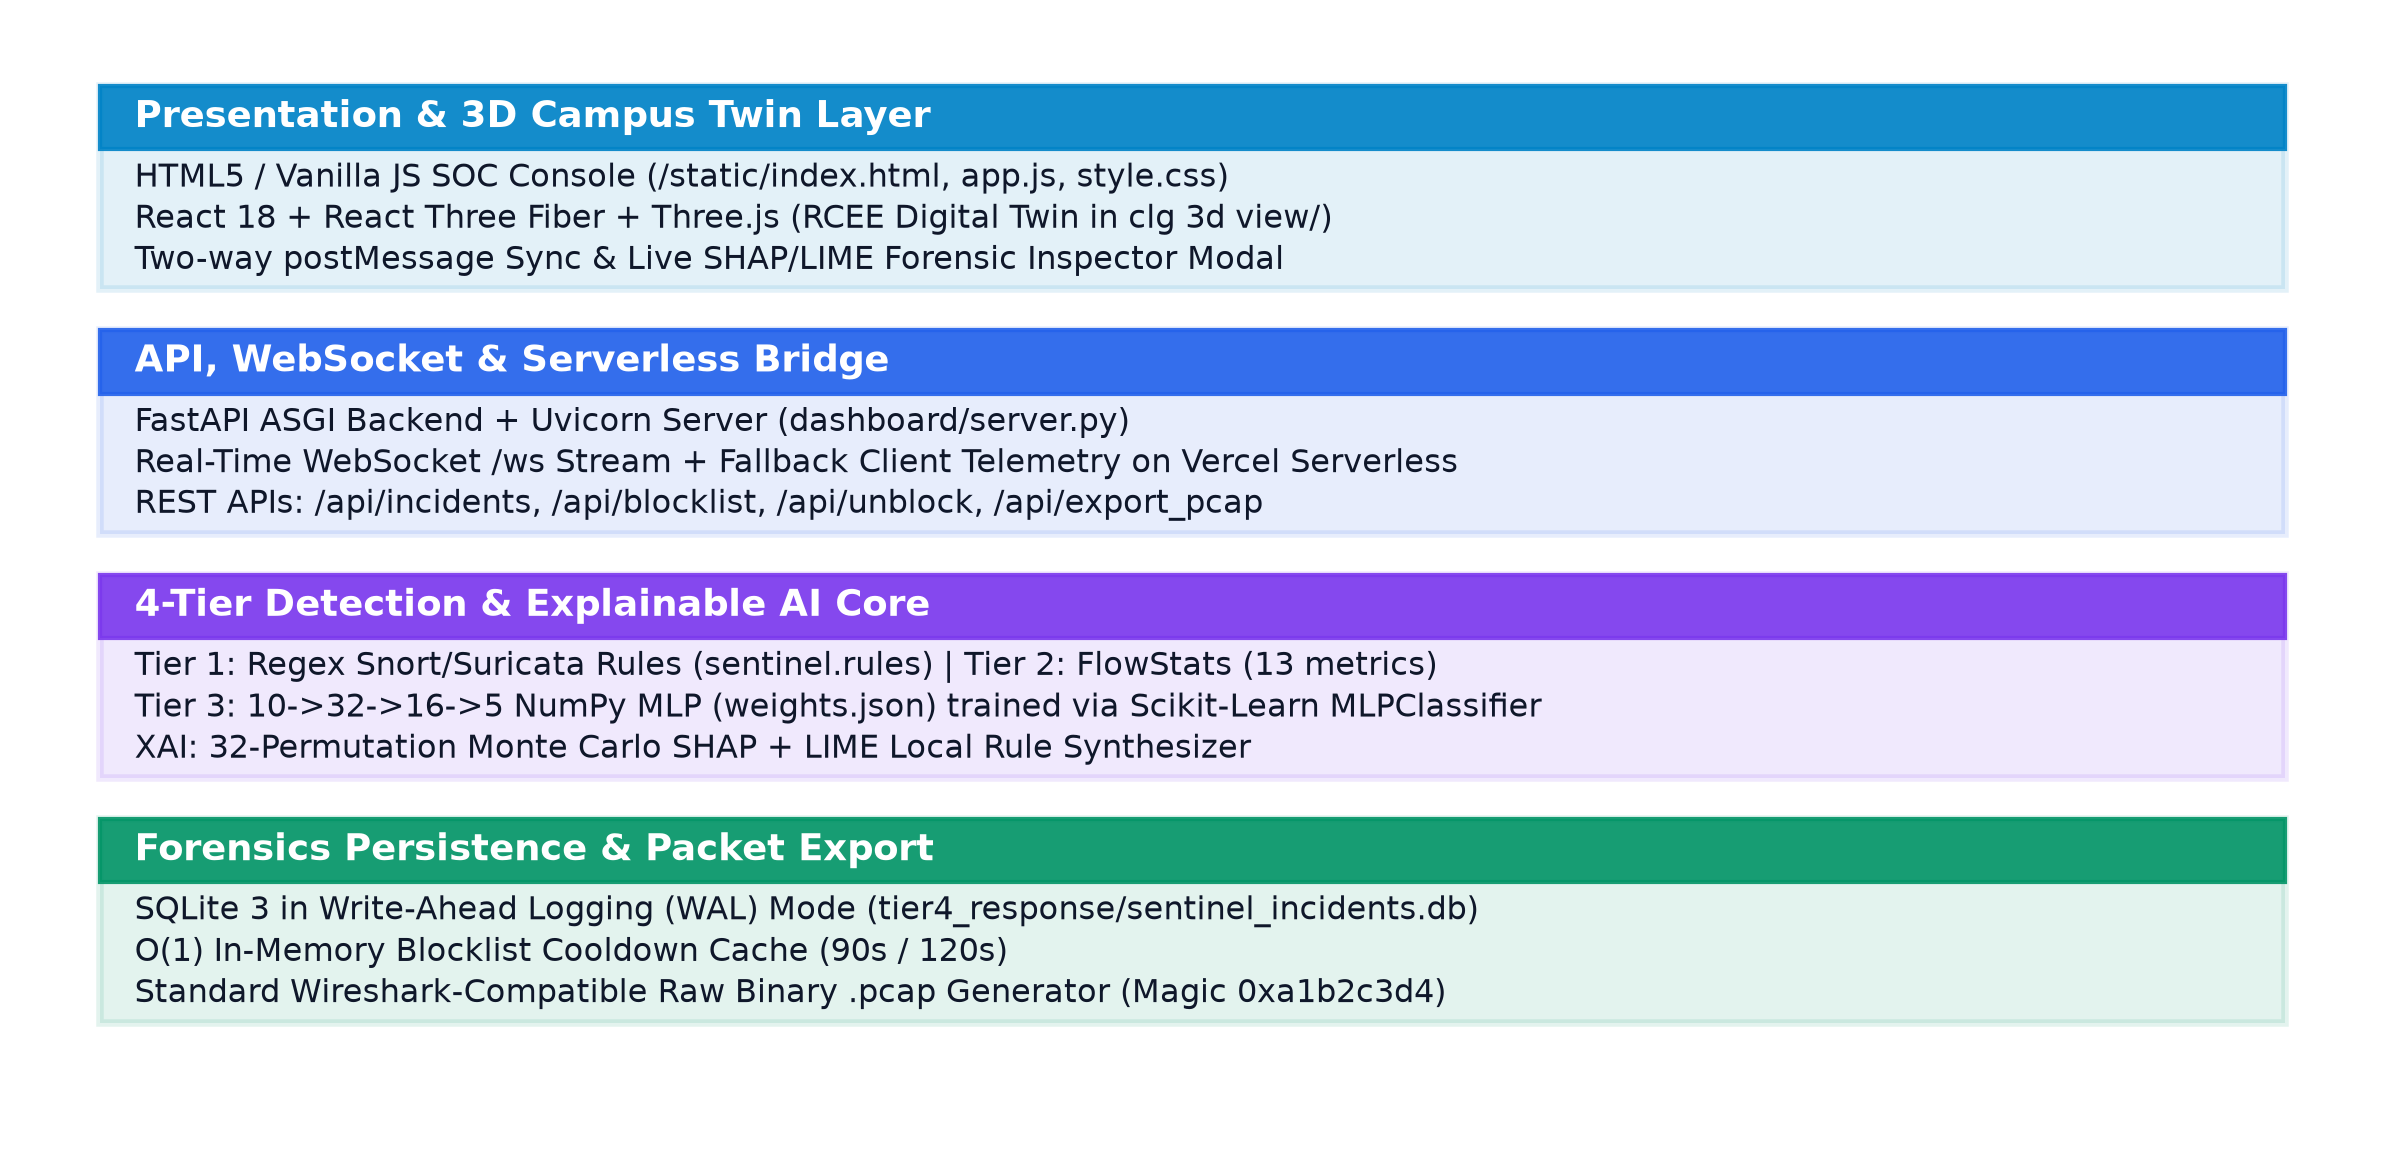 Presentation & 3D Campus Twin Layer
HTML5 / Vanilla JS SOC Console (/static/index.html, app.js, style.css)
React 18 + React Three Fiber + Three.js (RCEE Digital Twin in clg 3d view/)
Two-way postMessage Sync & Live SHAP/LIME Forensic Inspector Modal
API, WebSocket & Serverless Bridge
FastAPI ASGI Backend + Uvicorn Server (dashboard/server.py)
Real-Time WebSocket /ws Stream + Fallback Client Telemetry on Vercel Serverless
REST APIs: /api/incidents, /api/blocklist, /api/unblock, /api/export_pcap
4-Tier Detection & Explainable AI Core
Tier 1: Regex Snort/Suricata Rules (sentinel.rules) | Tier 2: FlowStats (13 metrics)
Tier 3: 10->32->16->5 NumPy MLP (weights.json) trained via Scikit-Learn MLPClassifier
XAI: 32-Permutation Monte Carlo SHAP + LIME Local Rule Synthesizer
Forensics Persistence & Packet Export
SQLite 3 in Write-Ahead Logging (WAL) Mode (tier4_response/sentinel_incidents.db)
O(1) In-Memory Blocklist Cooldown Cache (90s / 120s)
Standard Wireshark-Compatible Raw Binary .pcap Generator (Magic 0xa1b2c3d4)